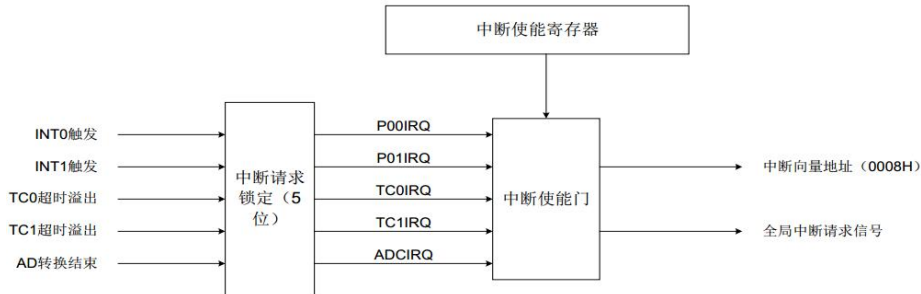 中断使能寄存器
INT0触发
INT1触发
TC0超时溢出
TC1超时溢出
AD转换结束
中断请求
锁定（5
位）
P00IRQ
P01IRQ
TC0IRQ
TC1IRQ
ADCIRQ
中断使能门
中断向量地址（0008H）
全局中断请求信号